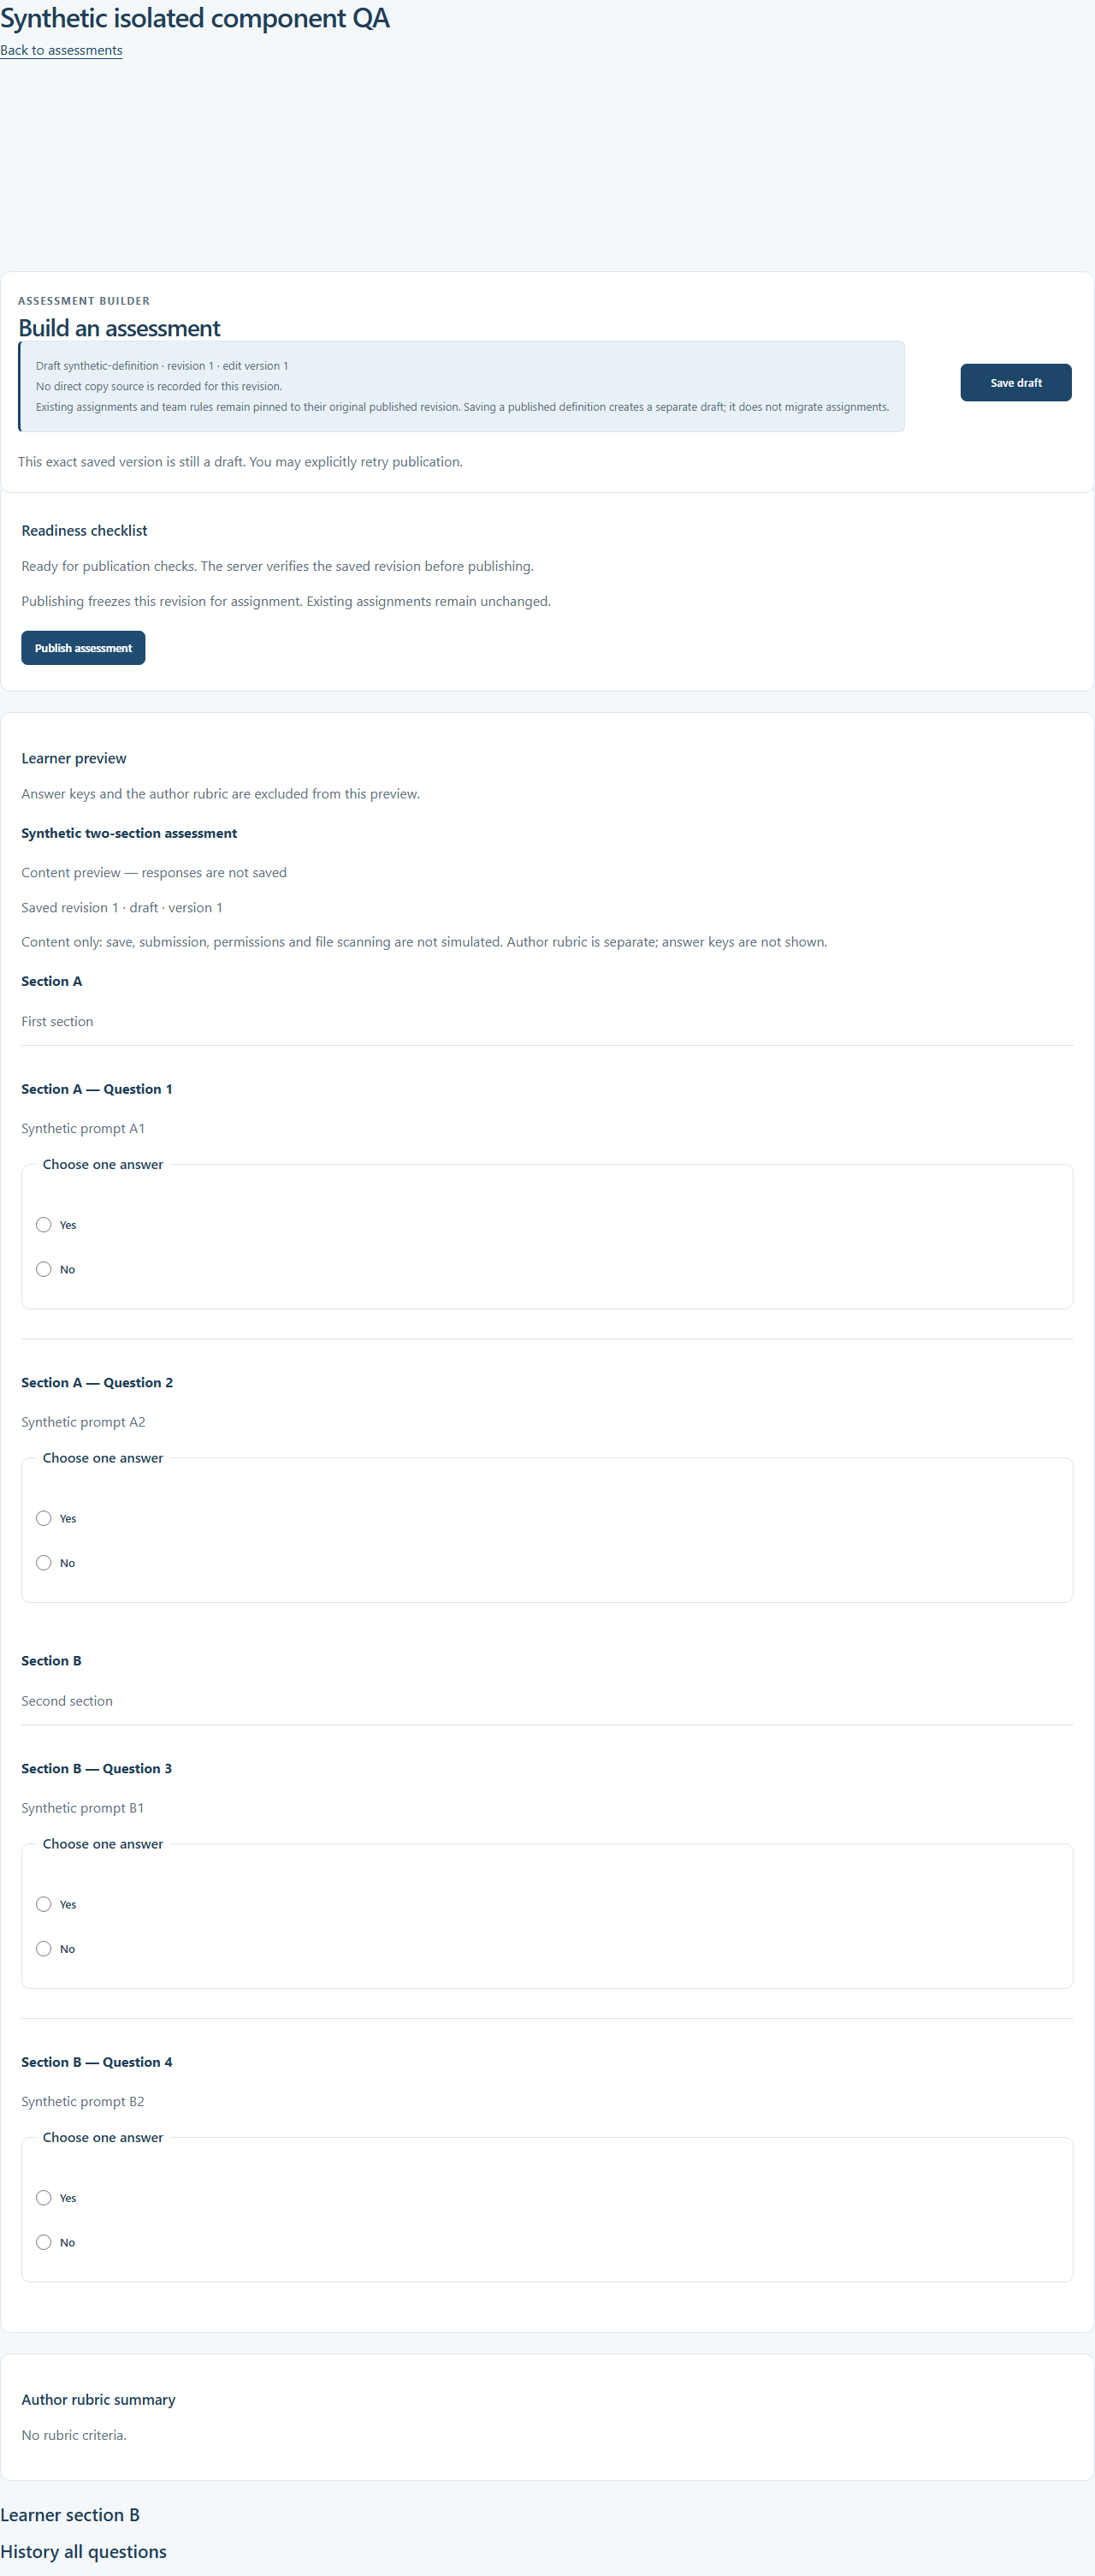 Synthetic isolated component QA
Back to assessments
ASSESSMENT BUILDER
Build an assessment
Draft synthetic-definition · revision 1 · edit version 1
No direct copy source is recorded for this revision.
Existing assignments and team rules remain pinned to their original published revision. Saving a published definition creates a separate draft; it does not migrate assignments.
Save draft
This exact saved version is still a draft. You may explicitly retry publication.
Readiness checklist
Ready for publication checks. The server verifies the saved revision before publishing.
Publishing freezes this revision for assignment. Existing assignments remain unchanged.
Publish assessment
Learner preview
Answer keys and the author rubric are excluded from this preview.
Synthetic two-section assessment
Content preview — responses are not saved
Saved revision 1 · draft · version 1
Content only: save, submission, permissions and file scanning are not simulated. Author rubric is separate; answer keys are not shown.
Section A
First section
Section A — Question 1
Synthetic prompt A1
Choose one answer
Yes
No
Section A — Question 2
Synthetic prompt A2
Choose one answer
Yes
No
Section B
Second section
Section B — Question 3
Synthetic prompt B1
Choose one answer
Yes
No
Section B — Question 4
Synthetic prompt B2
Choose one answer
Yes
No
Author rubric summary
No rubric criteria.
Learner section B
History all questions